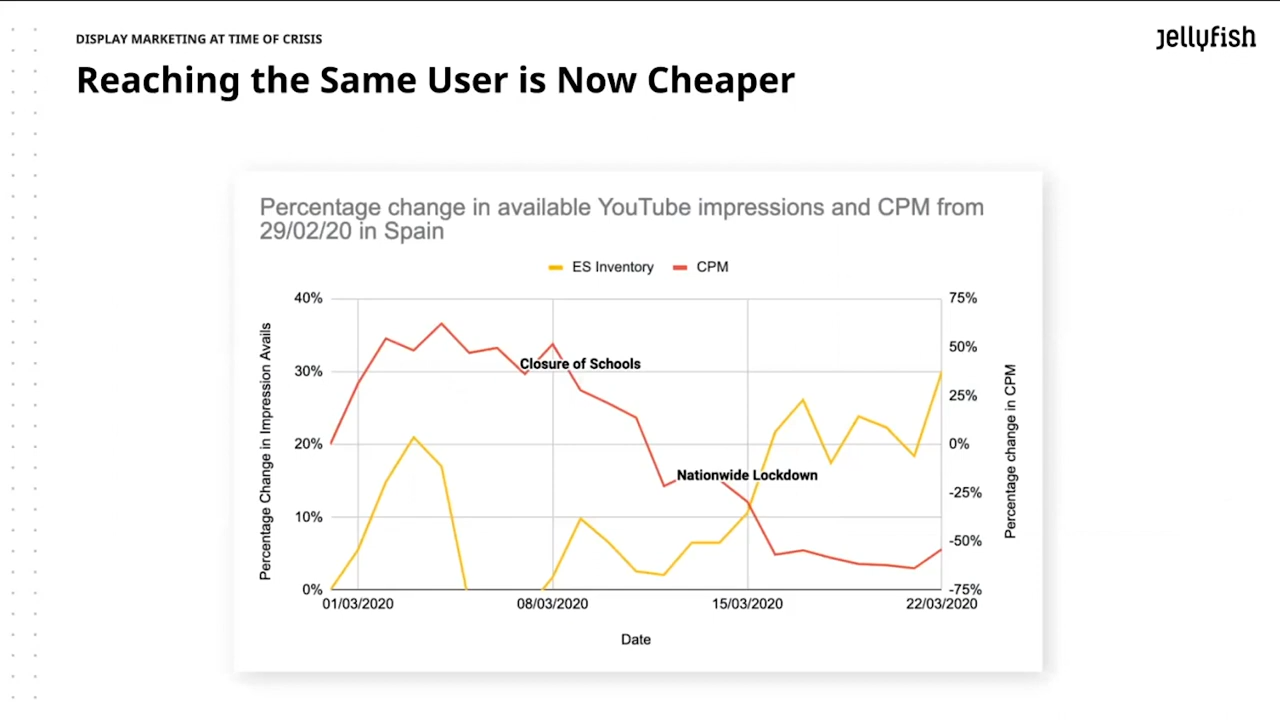 DISPLAY MARKETING AT TIME OF CRISIS
jellyfish
Reaching the Same User is Now Cheaper
Percentage change in available YouTube impressions and CPM from
29/02/20 in Spain
ES Inventory
CPM
40%
30%
20%
10%
0%
Percentage Change in Impression Avails
Closure of Schools
Nationwide Lockdown
75%
50%
25%
0%
-25%
-50%
-75%
Percentage change in CPM
01/03/2020
08/03/2020
15/03/2020
22/03/2020
Date